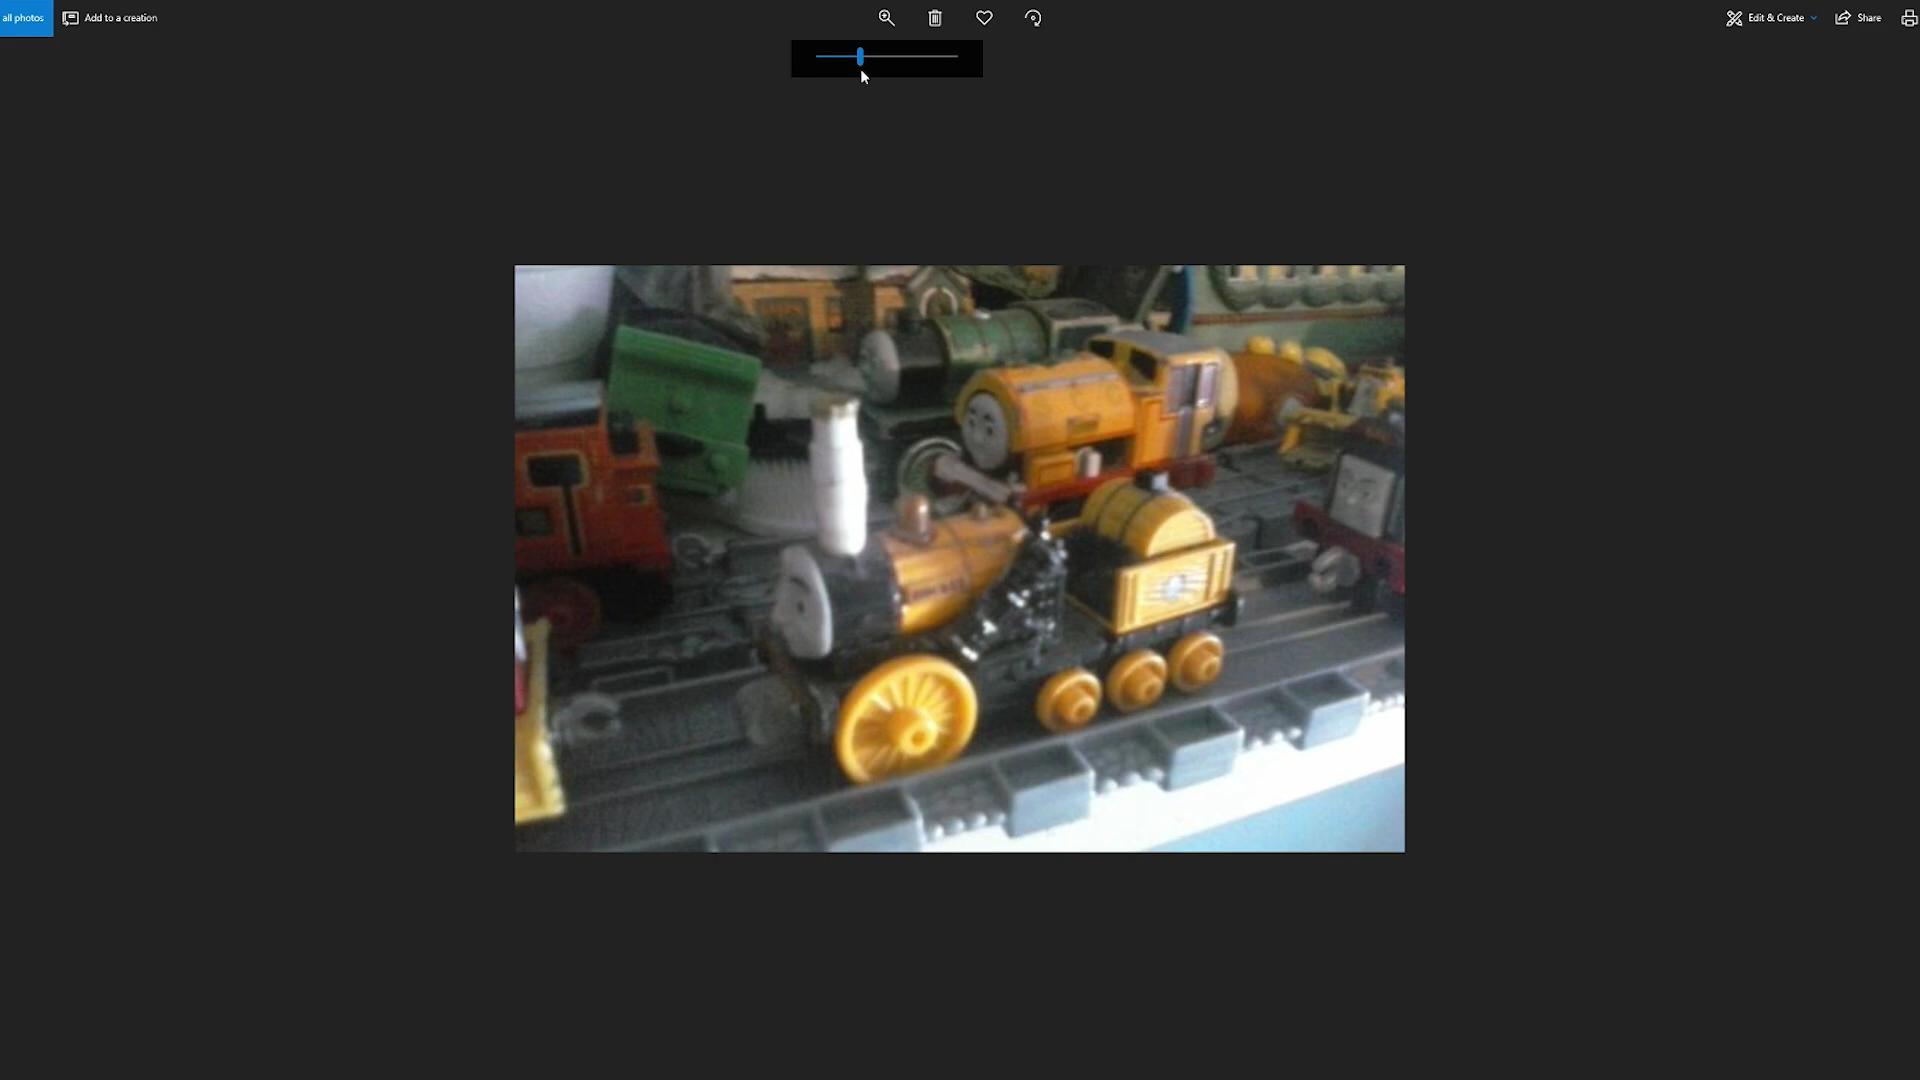 all photos
Add to a creation
Edit & Create
Share